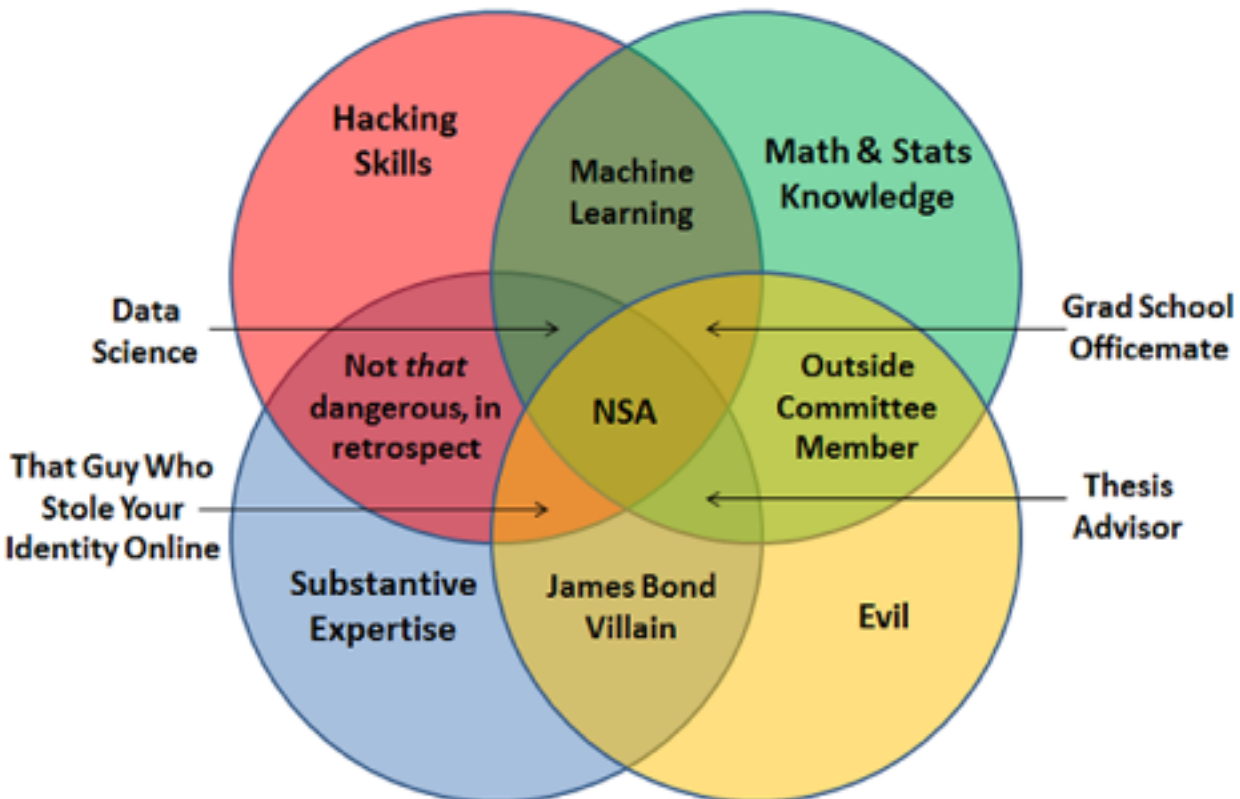 Hacking
Skills
Math & Stats
Knowledge
Machine
Learning
Data
Science
Grad School
Officemate
Not that
dangerous, in
retrospect
NSA
Outside
Committee
Member
That Guy Who
Stole Your
Identity Online
Thesis
Advisor
Substantive
Expertise
James Bond
Villain
Evil